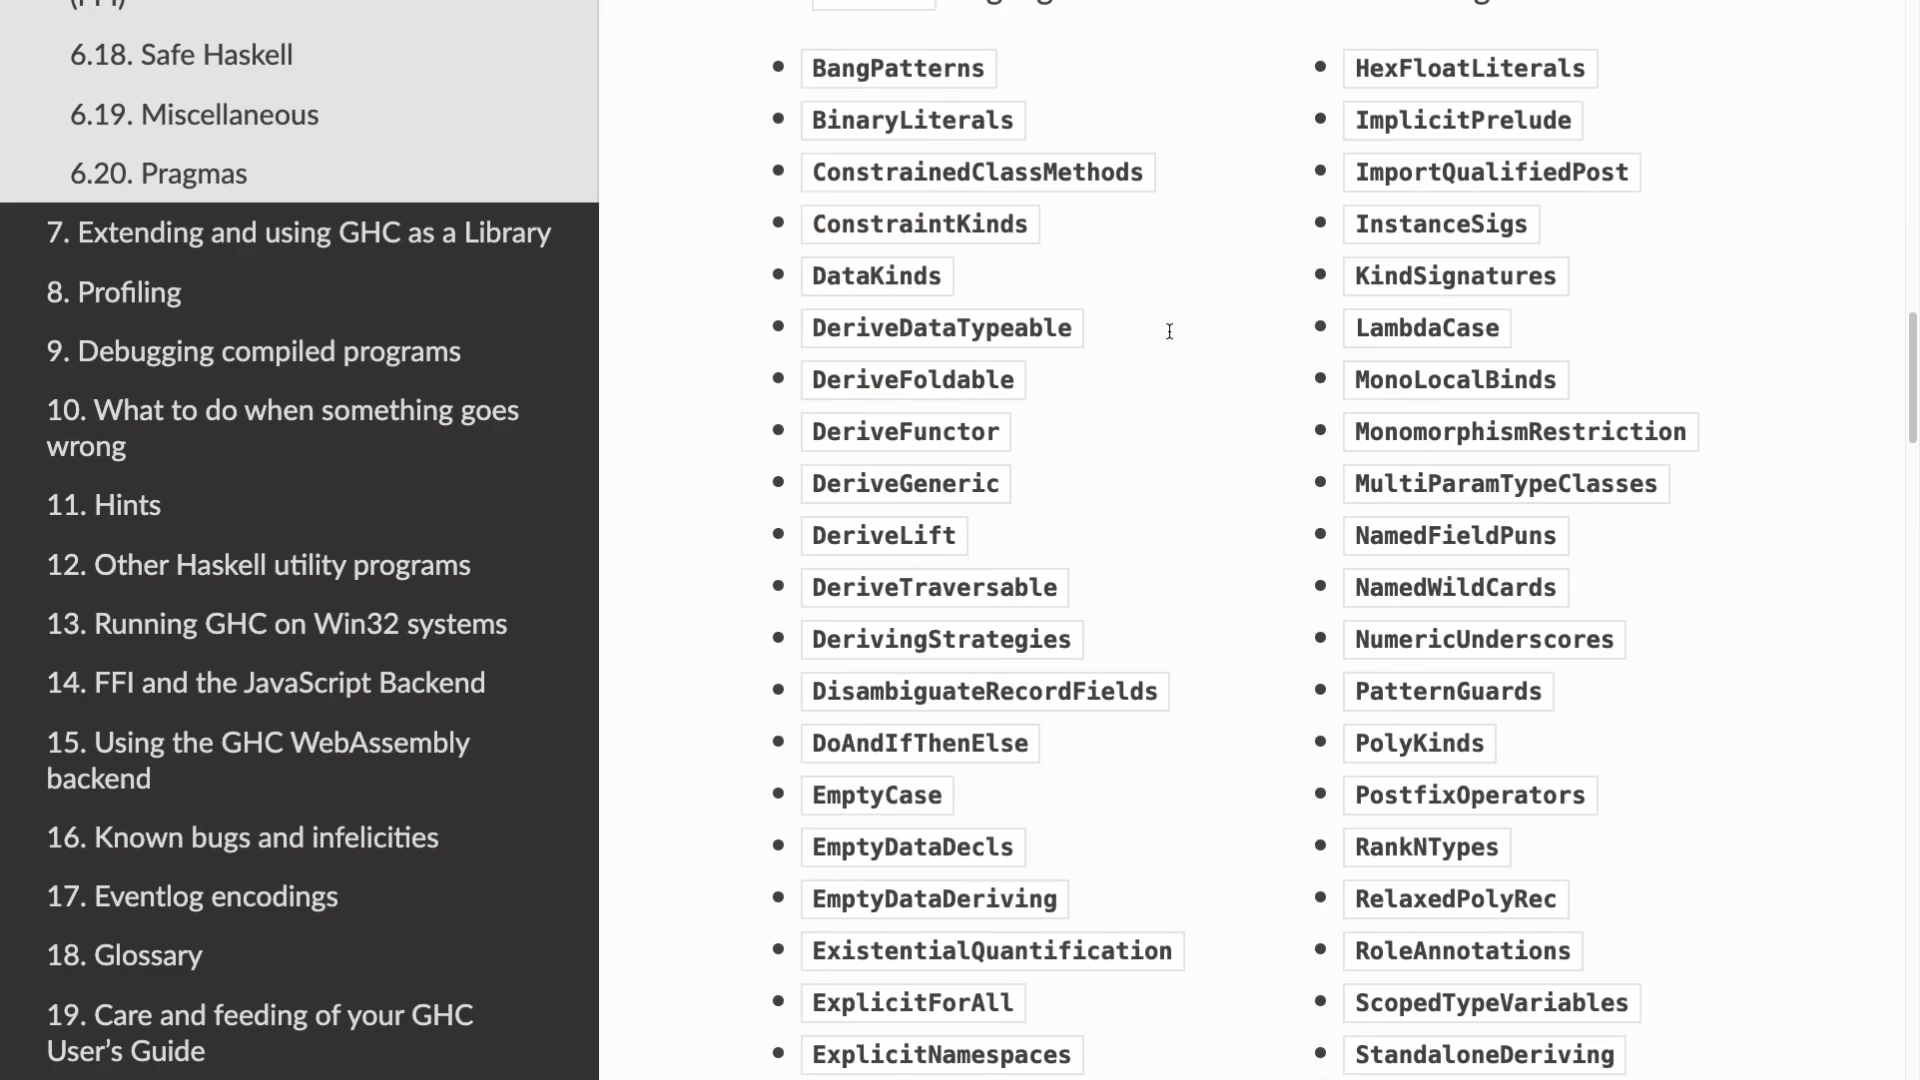 6.18. Safe Haskell
6.19. Miscellaneous
6.20. Pragmas
7. Extending and using GHC as a Library
8. Profiling
9. Debugging compiled programs
10. What to do when something goes
wrong
11. Hints
12. Other Haskell utility programs
13. Running GHC on Win32 systems
14. FFI and the JavaScript Backend
15. Using the GHC WebAssembly
backend
16. Known bugs and infelicities
17. Eventlog encodings
18. Glossary
19. Care and feeding of your GHC
User's Guide
BangPatterns
BinaryLiterals
ConstrainedClassMethods
ConstraintKinds
DataKinds
DeriveDataTypeable
DeriveFoldable
DeriveFunctor
DeriveGeneric
DeriveLift
DeriveTraversable
DerivingStrategies
DisambiguateRecordFields
DoAndIfThenElse
EmptyCase
EmptyDataDecls
EmptyDataDeriving
ExistentialQuantification
ExplicitForAll
ExplicitNamespaces
HexFloatLiterals
ImplicitPrelude
ImportQualifiedPost
InstanceSigs
KindSignatures
LambdaCase
MonoLocalBinds
MonomorphismRestriction
MultiParamTypeClasses
NamedFieldPuns
NamedWildCards
NumericUnderscores
PatternGuards
PolyKinds
PostfixOperators
RankNTypes
RelaxedPolyRec
RoleAnnotations
ScopedTypeVariables
StandaloneDeriving